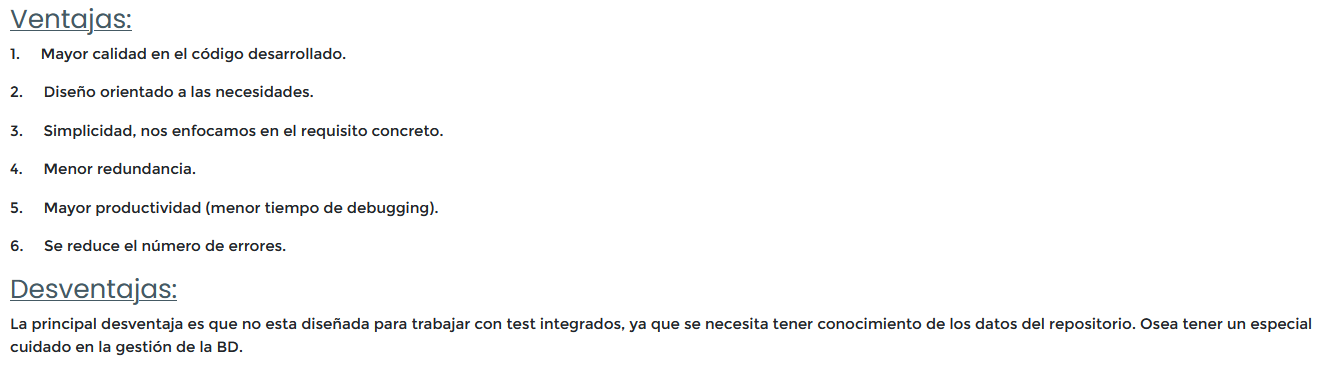 Ventajas:
1. Mayor calidad en el código desarrollado.
2. Diseño orientado a las necesidades.
3. Simplicidad, nos enfocamos en el requisito concreto.
4. Menor redundancia.
5. Mayor productividad (menor tiempo de debugging).
6. Se reduce el número de errores.
Desventajas:
La principal desventaja es que no esta diseñada para trabajar con test integrados, ya que se necesita tener conocimiento de los datos del repositorio. Osea tener un especial
cuidado en la gestión de la BD.